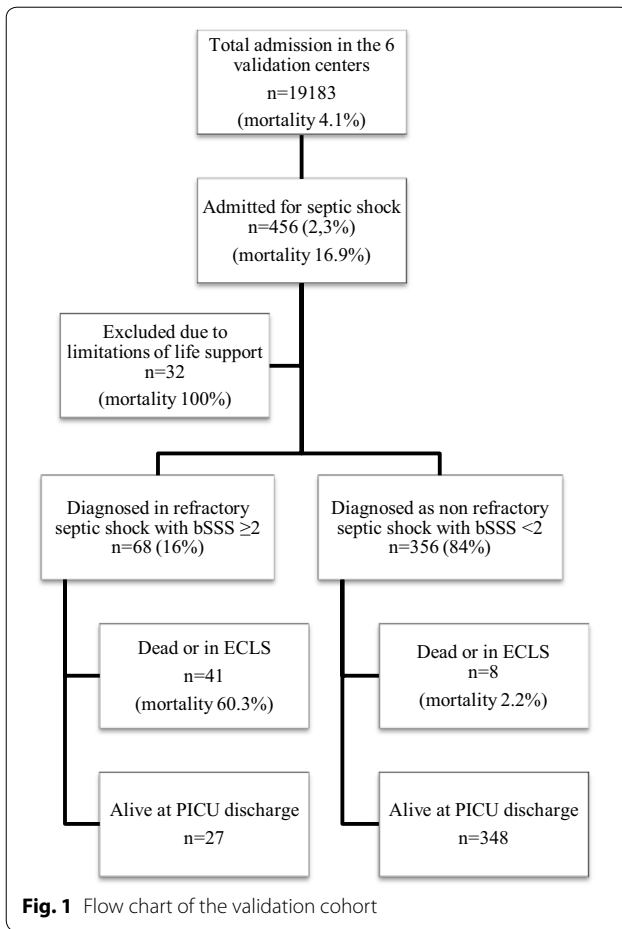 Total admission in the 6
validation centers
n=19183
(mortality 4.1%)
Admitted for septic shock
n=456 (2,3%)
(mortality 16.9%)
Excluded due to
limitations of life support
n=32
(mortality 100%)
Diagnosed in refractory
septic shock with bSSS ≥2
n=68 (16%)
Diagnosed as non refractory
septic shock with bSSS <2
n=356 (84%)
Dead or in ECLS
n=41
(mortality 60.3%)
Dead or in ECLS
n=8
(mortality 2.2%)
Alive at PICU discharge
n=27
Alive at PICU discharge
n=348
Fig. 1 Flow chart of the validation cohort